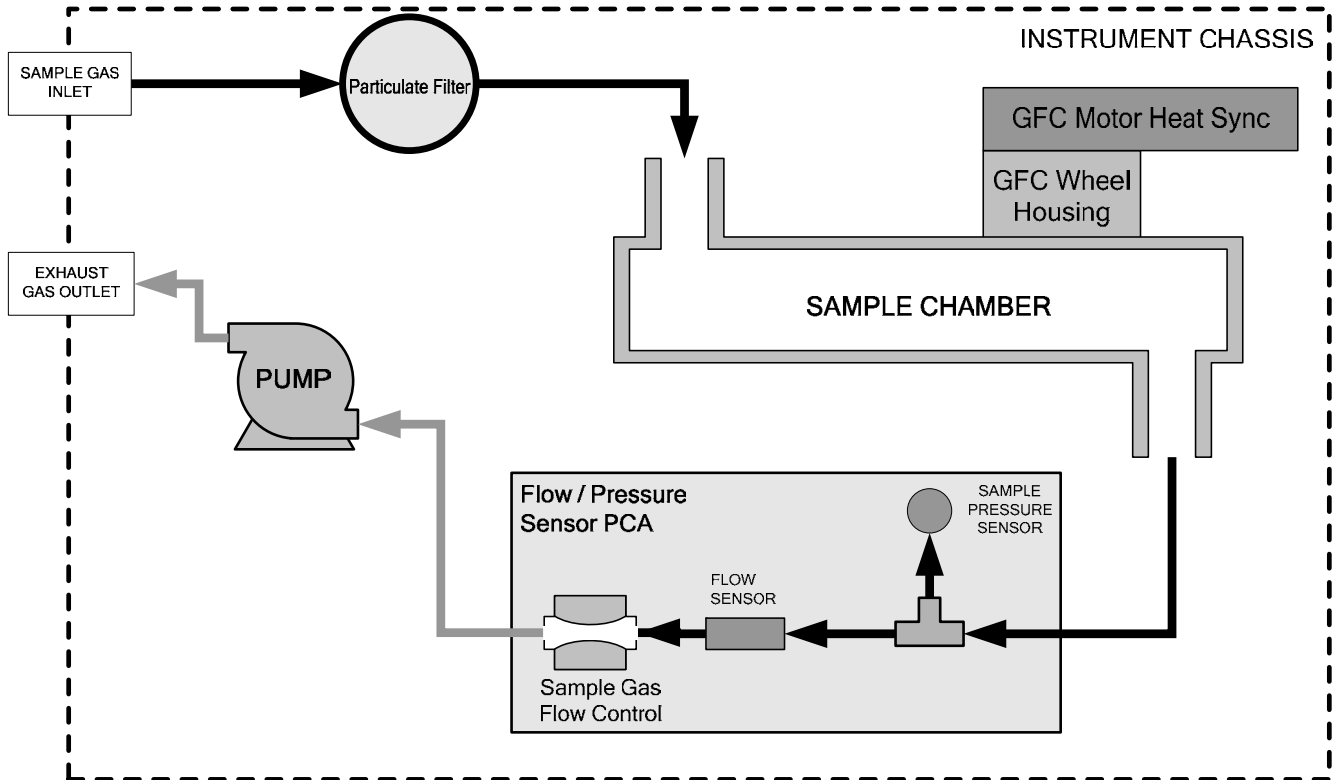 INSTRUMENT CHASSIS
SAMPLE GAS
INLET
Particulate Filter
GFC Motor Heat Sync
GFC Wheel
Housing
EXHAUST
GAS OUTLET
SAMPLE CHAMBER
PUMP
Flow / Pressure
Sensor PCA
SAMPLE
PRESSURE
SENSOR
FLOW
SENSOR
Sample Gas
Flow Control